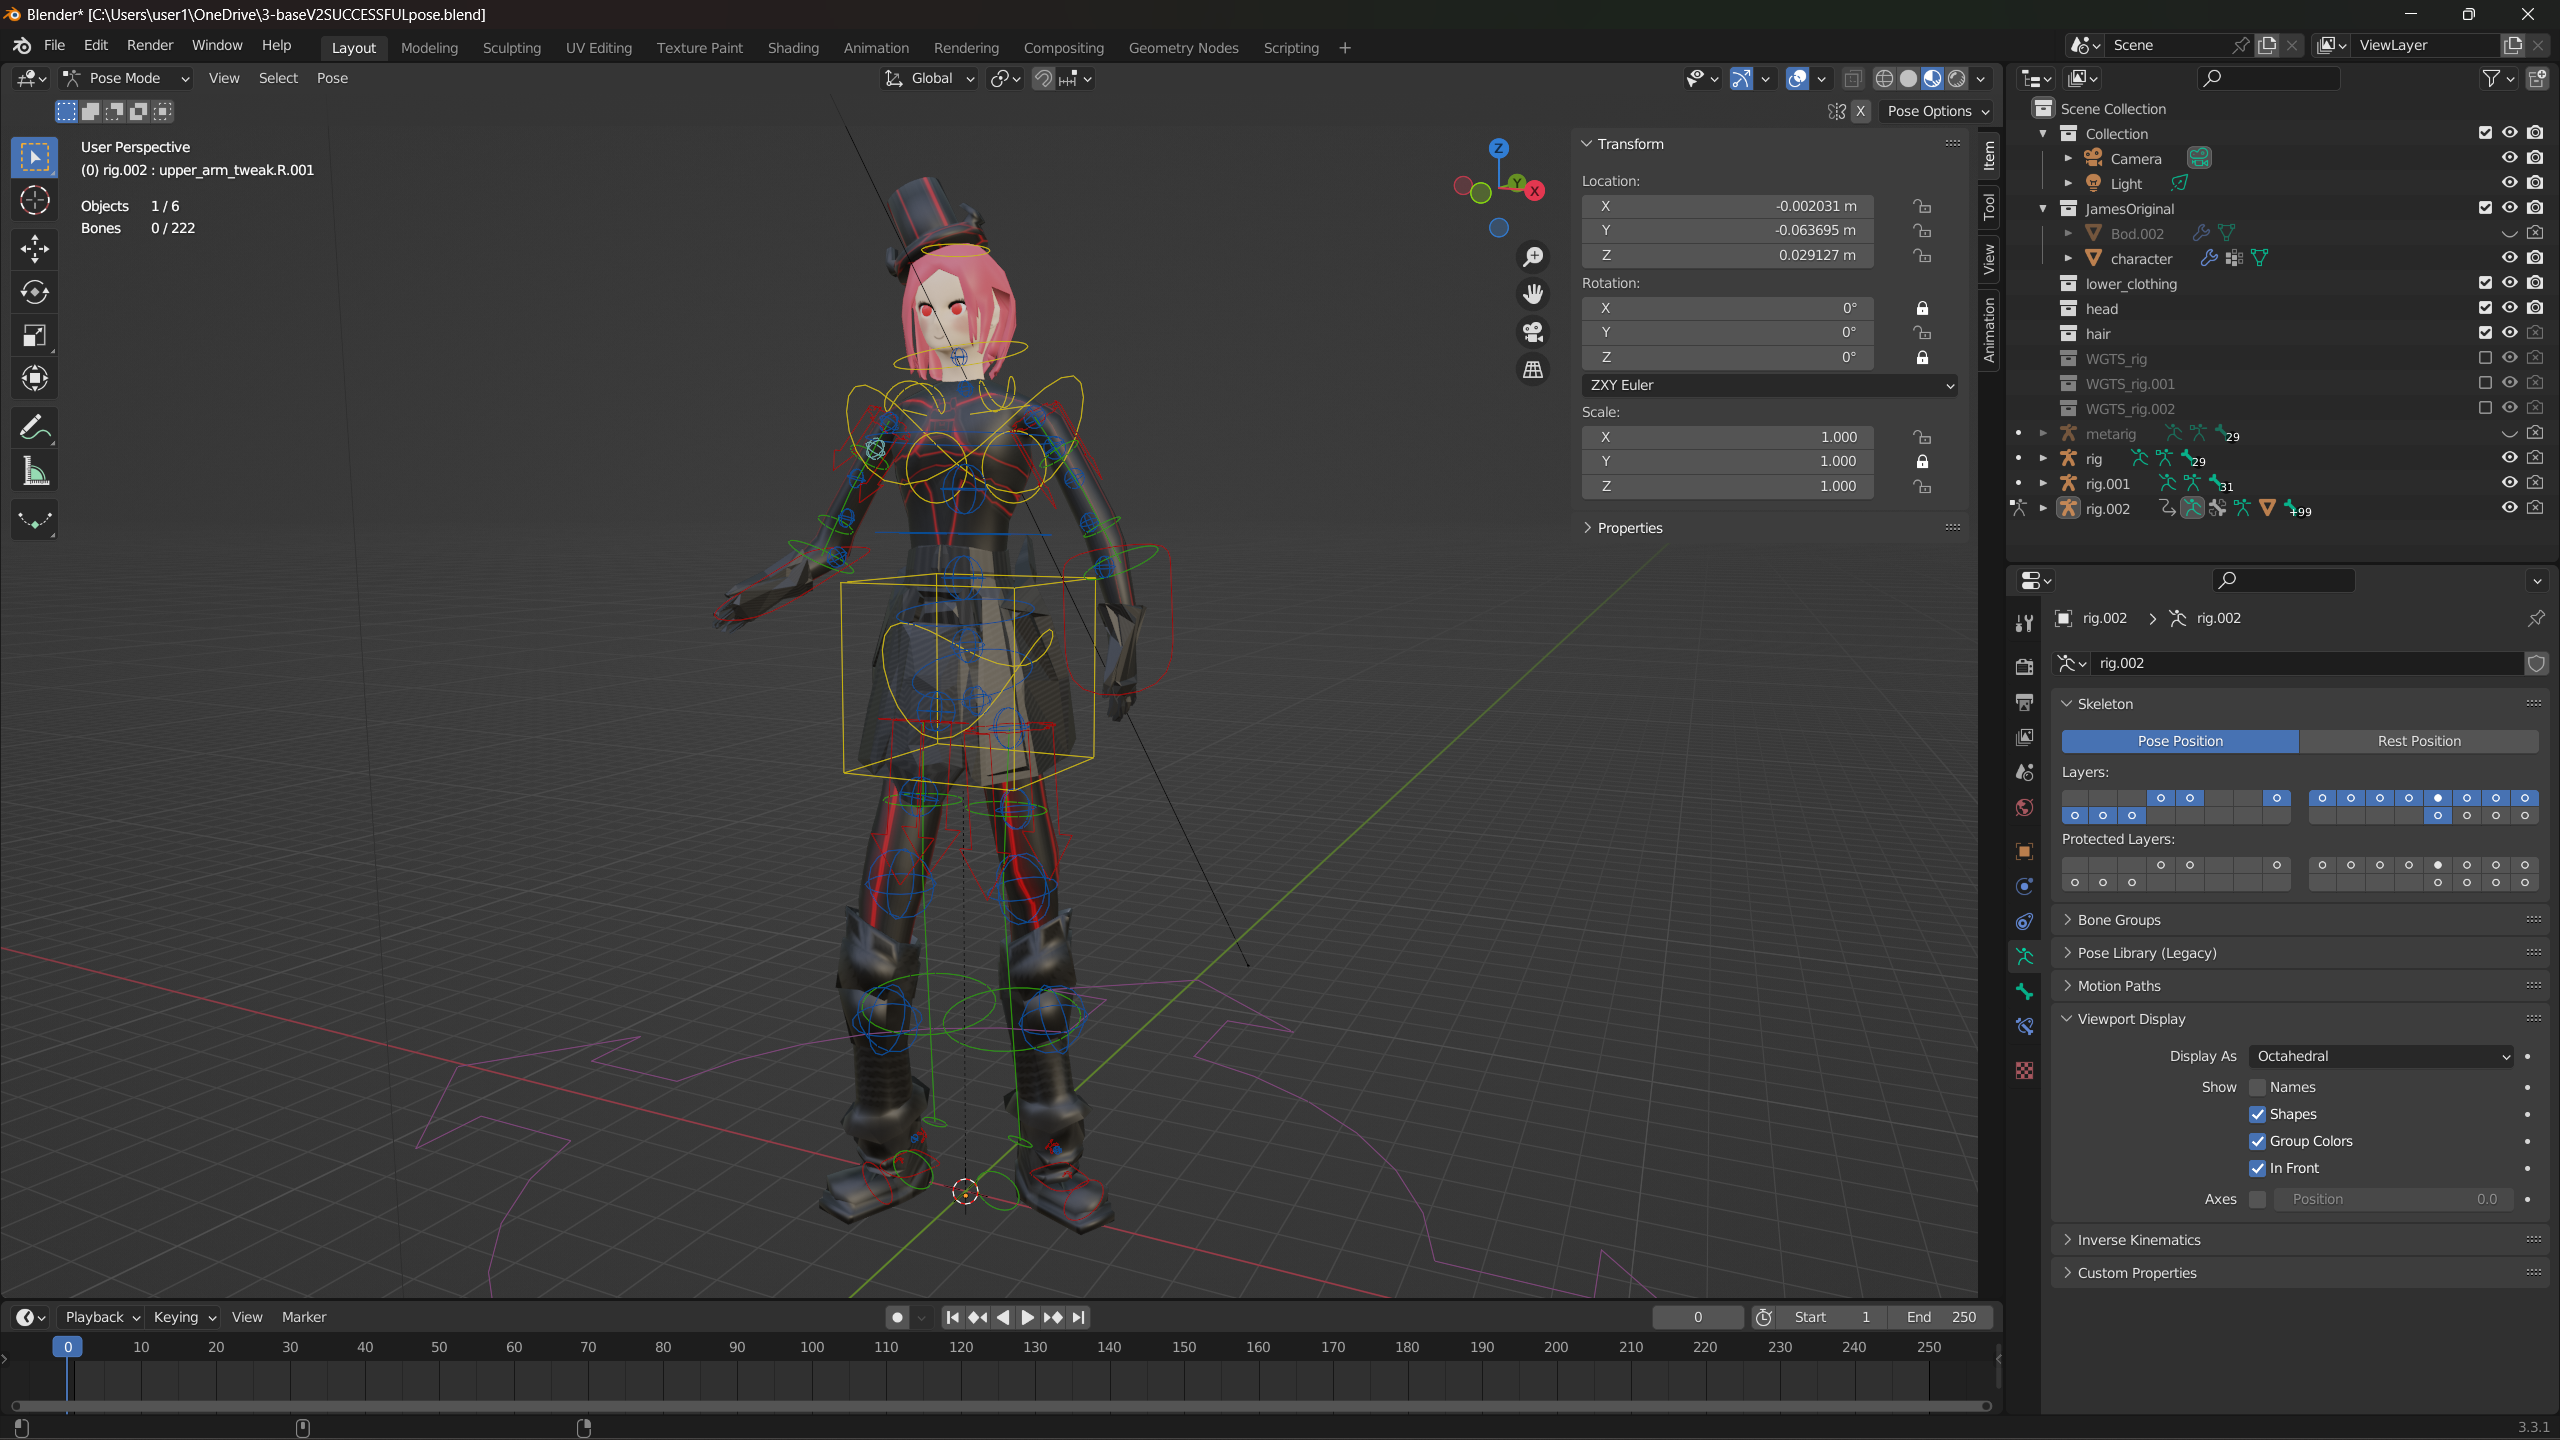 Blender* [C:\Users\user1\OneDrive\3-baseV2SUCCESSFULpose.blend]
File Edit Render Window Help Layout Modeling Sculpting UV Editing Texture Paint Shading Animation Rendering Compositing Geometry Nodes Scripting + Scene ViewLayer
Pose Mode View Select Pose Global
X Pose Options
User Perspective
(0) rig.002 : upper_arm_tweak.R.001
Objects 1 / 6
Bones 0 / 222
Z
Y
X
Transform
Location:
X -0.002031 m
Y -0.063695 m
Z 0.029127 m
Rotation:
X 0°
Y 0°
Z 0°
ZXY Euler
Scale:
X 1.000
Y 1.000
Z 1.000
Properties
Item
Tool
View
Animation
Scene Collection
Collection
Camera
Light
JamesOriginal
Bod.002
character
lower_clothing
head
hair
WGTS_rig
WGTS_rig.001
WGTS_rig.002
metarig 29
rig 29
rig.001 31
rig.002 +99
rig.002 rig.002
rig.002
Skeleton
Pose Position Rest Position
Layers:
Protected Layers:
Bone Groups
Pose Library (Legacy)
Motion Paths
Viewport Display
Display As Octahedral
Show Names
Shapes
Group Colors
In Front
Axes Position 0.0
Inverse Kinematics
Custom Properties
Playback Keying View Marker 0 Start 1 End 250
0 10 20 30 40 50 60 70 80 90 100 110 120 130 140 150 160 170 180 190 200 210 220 230 240 250
3.3.1